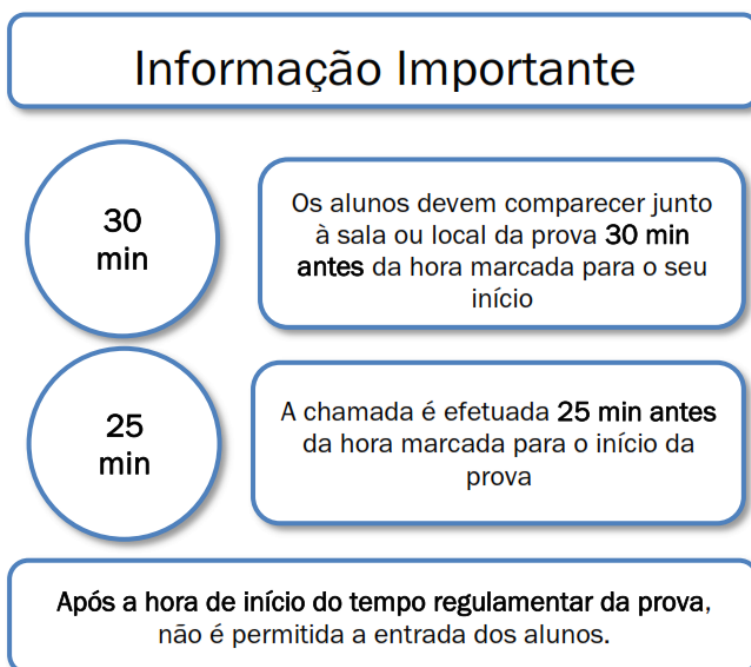 Informação Importante
30
min
Os alunos devem comparecer junto
à sala ou local da prova 30 min
antes da hora marcada para o seu
início
25
min
A chamada é efetuada 25 min antes
da hora marcada para o início da
prova
Após a hora de início do tempo regulamentar da prova,
não é permitida a entrada dos alunos.